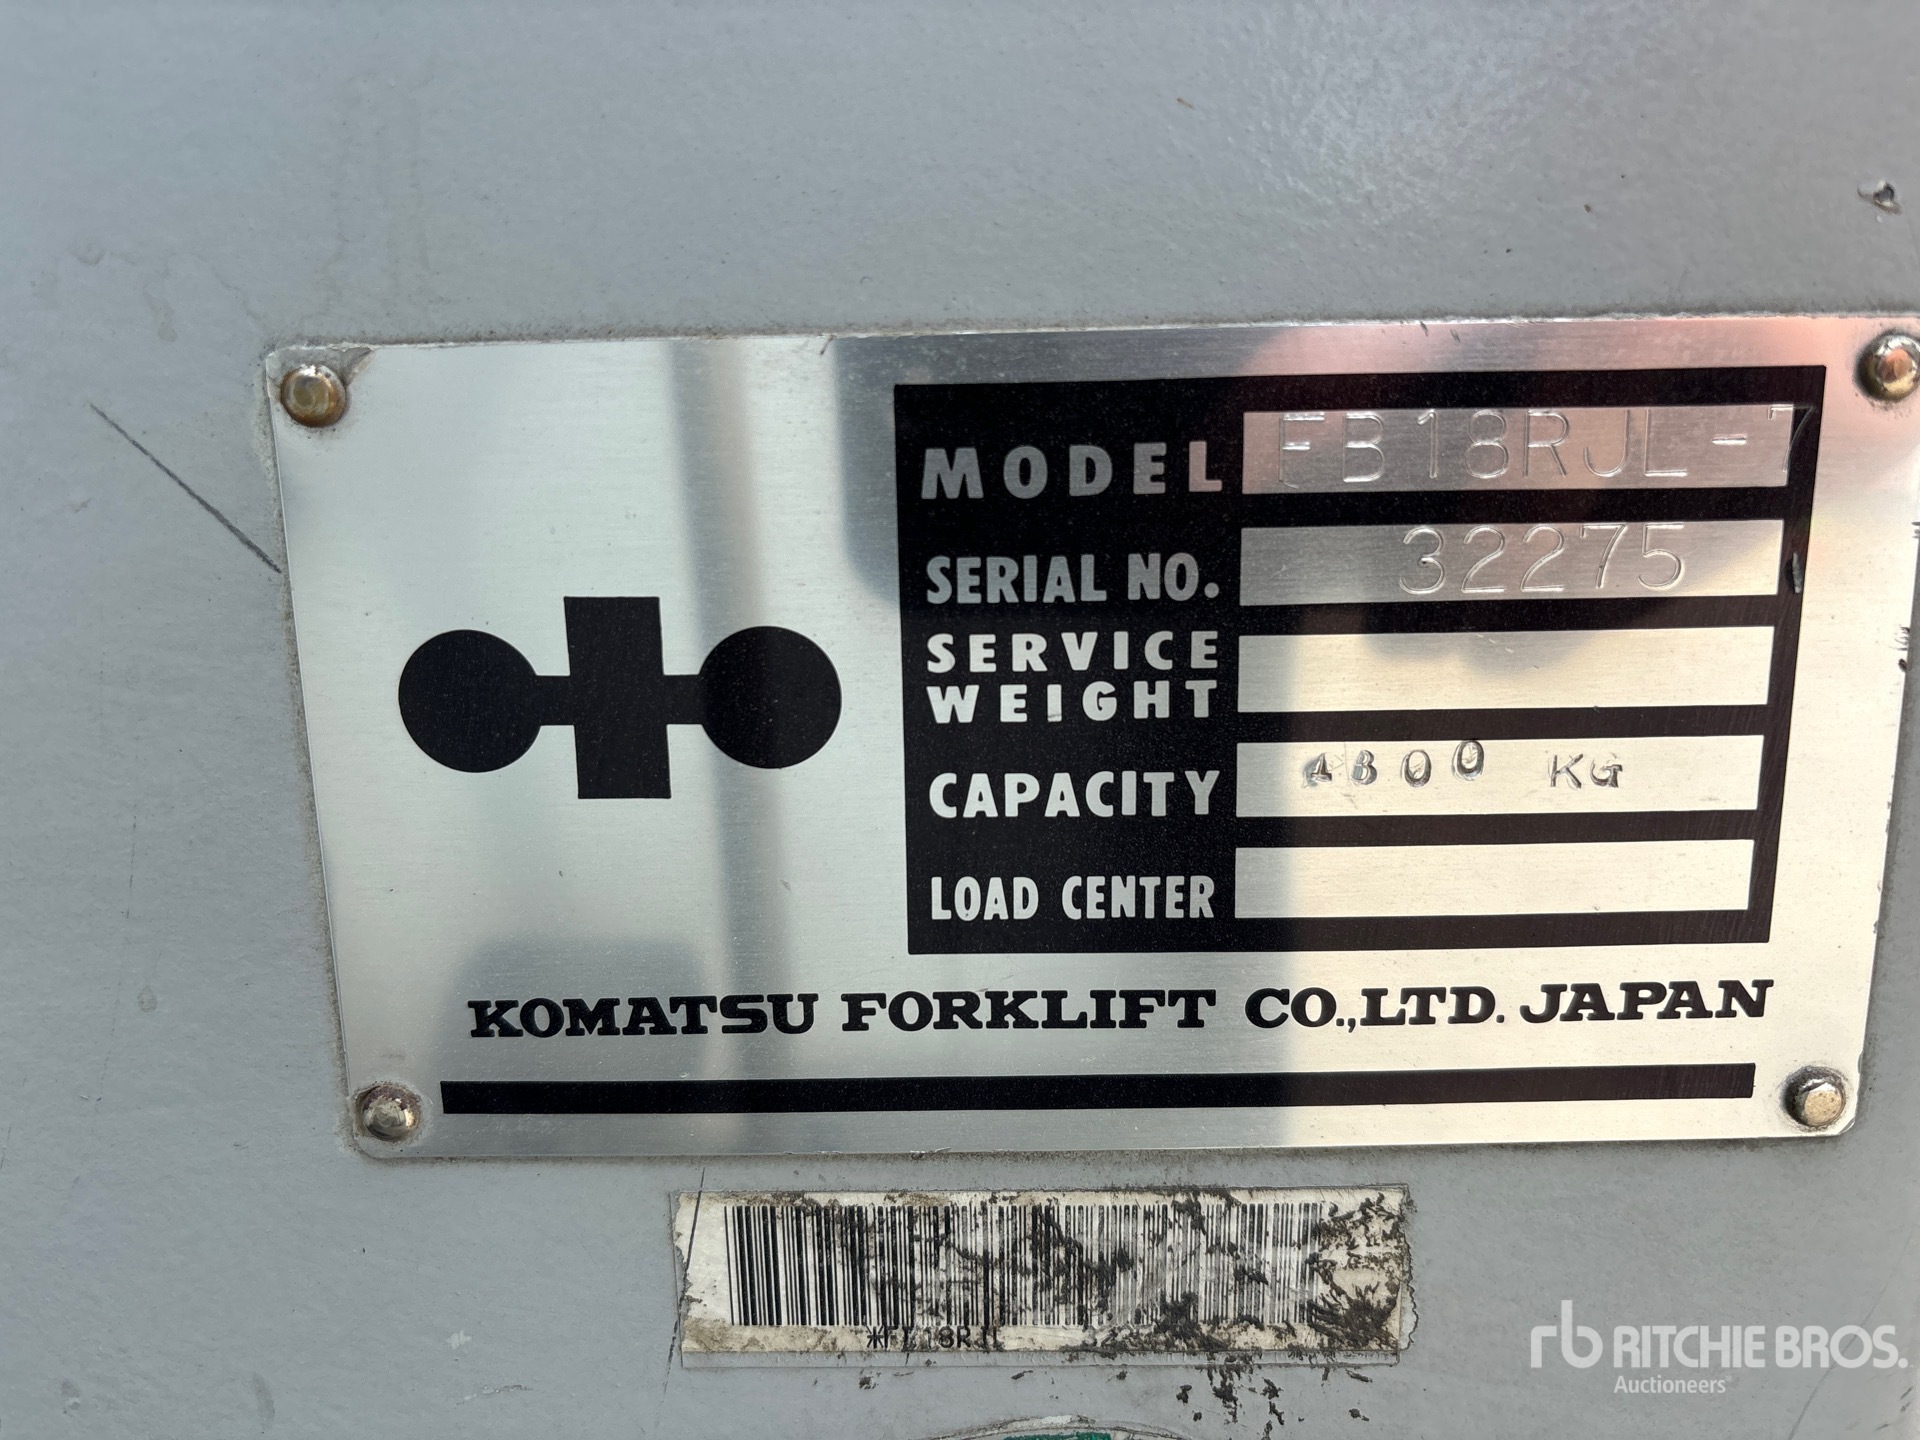 MODEL FB18RJL-7
SERIAL NO. 32275
SERVICE
WEIGHT
CAPACITY 1800 KG
LOAD CENTER
KOMATSU FORKLIFT CO.,LTD. JAPAN
*FB18RJL
rb RITCHIE BROS.
Auctioneers